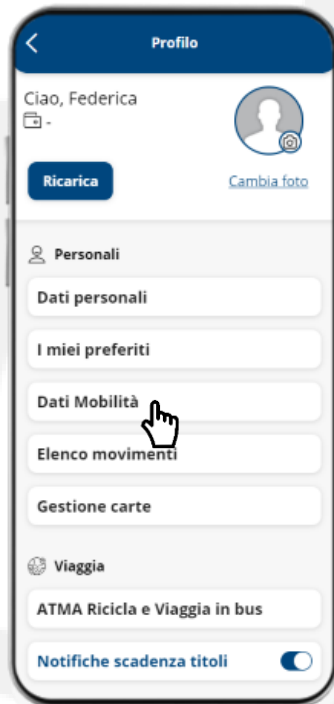 Profilo
Ciao, Federica
-
Ricarica
Cambia foto
Personali
Dati personali
I miei preferiti
Dati Mobilità
Elenco movimenti
Gestione carte
Viaggia
ATMA Ricicla e Viaggia in bus
Notifiche scadenza titoli